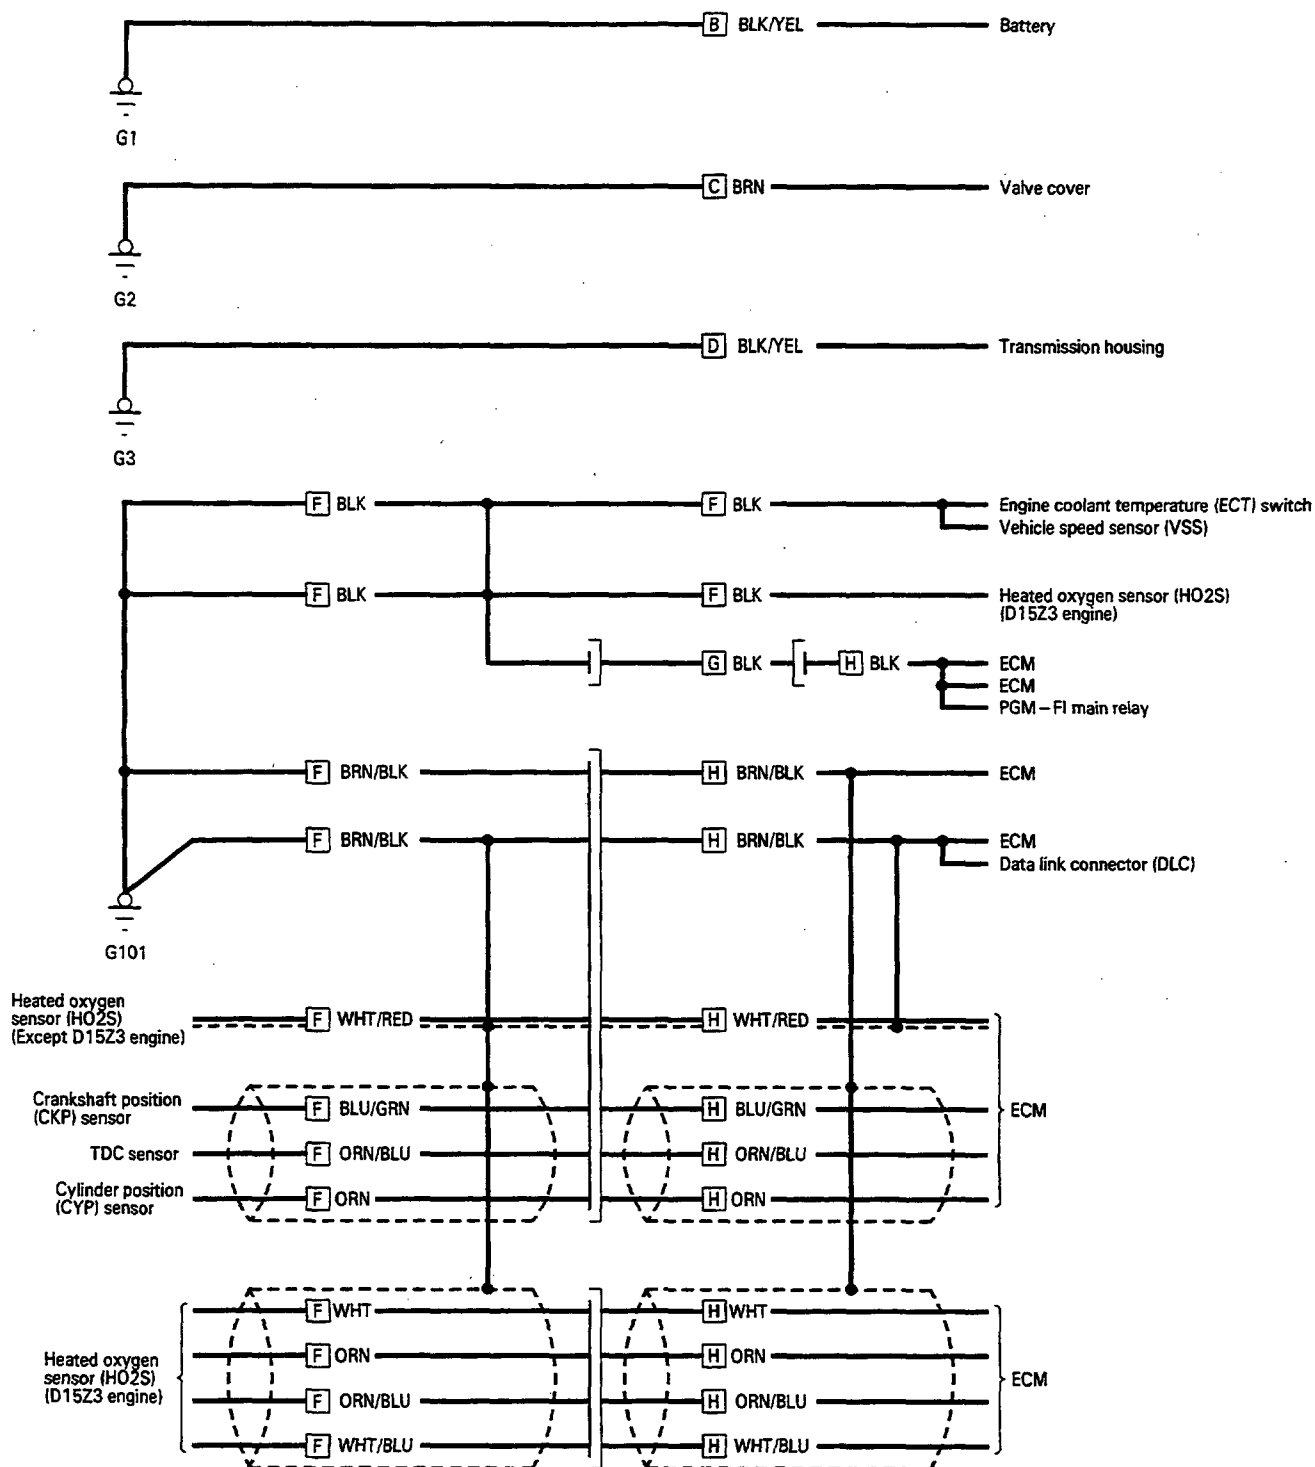 B BLK/YEL Battery
G1
C BRN Valve cover
G2
D BLK/YEL Transmission housing
G3
F BLK F BLK Engine coolant temperature (ECT) switch
Vehicle speed sensor (VSS)
F BLK F BLK Heated oxygen sensor (HO2S)
(D15Z3 engine)
G BLK H BLK ECM
ECM
PGM–FI main relay
F BRN/BLK H BRN/BLK ECM
F BRN/BLK H BRN/BLK ECM
Data link connector (DLC)
G101
Heated oxygen
sensor (HO2S)
(Except D15Z3 engine)
F WHT/RED H WHT/RED
Crankshaft position
(CKP) sensor
F BLU/GRN H BLU/GRN
ECM
TDC sensor F ORN/BLU H ORN/BLU
Cylinder position
(CYP) sensor
F ORN H ORN
F WHT H WHT
Heated oxygen
sensor (HO2S)
(D15Z3 engine)
F ORN H ORN
ECM
F ORN/BLU H ORN/BLU
F WHT/BLU H WHT/BLU